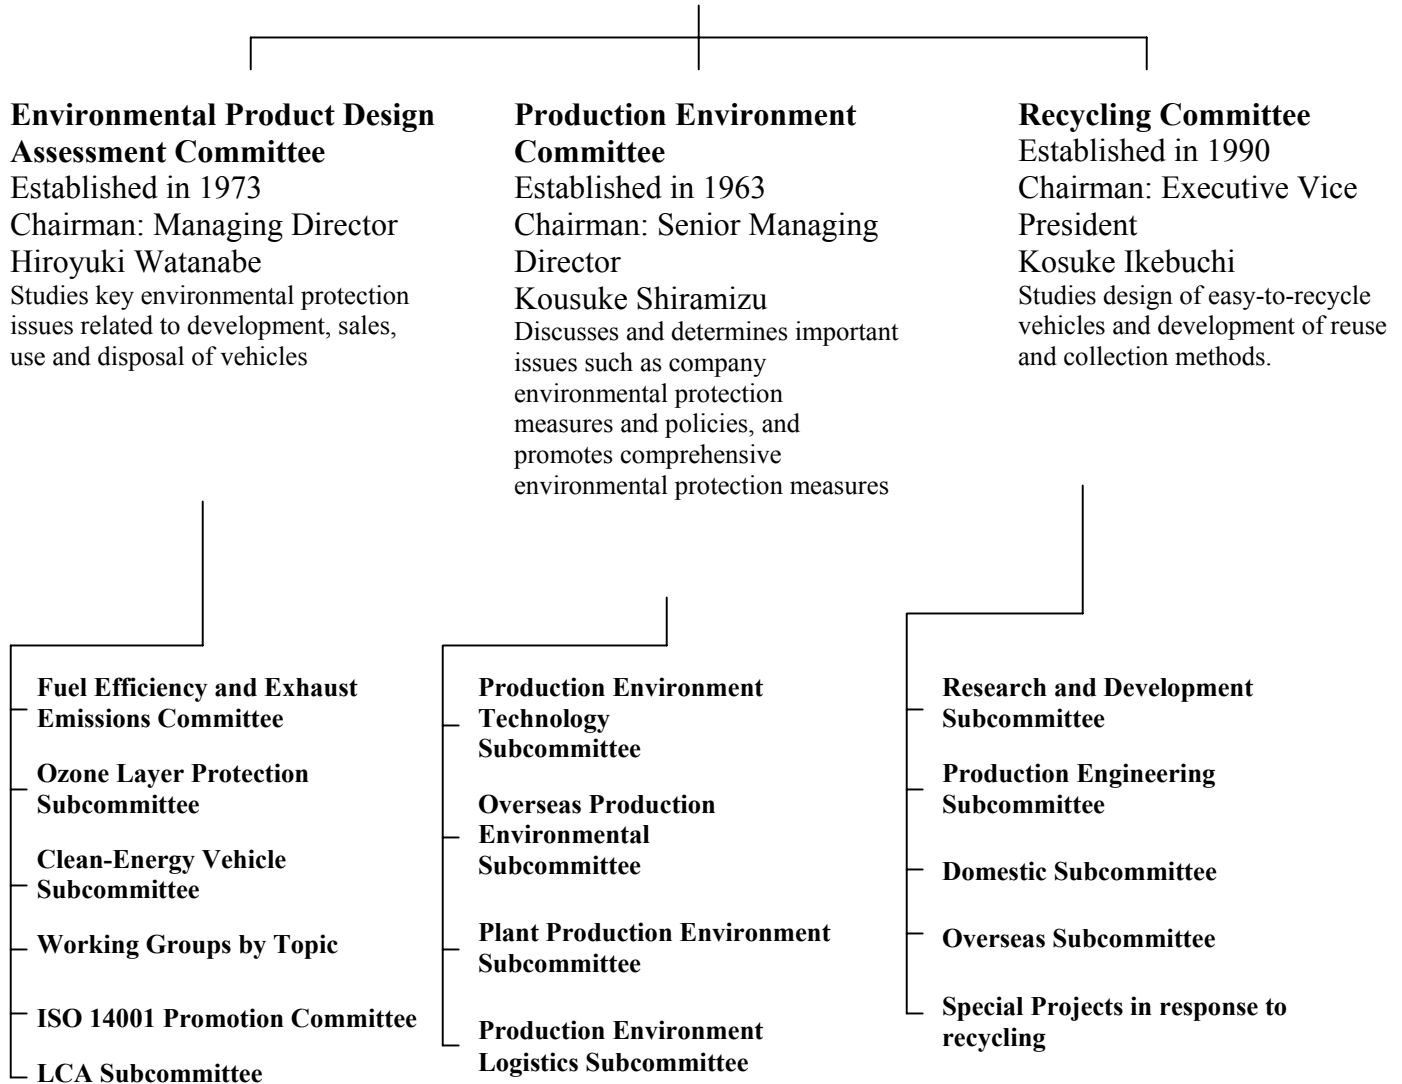 Environmental Product Design
Assessment Committee
Established in 1973
Chairman: Managing Director
Hiroyuki Watanabe
Studies key environmental protection
issues related to development, sales,
use and disposal of vehicles
Production Environment
Committee
Established in 1963
Chairman: Senior Managing
Director
Kousuke Shiramizu
Discusses and determines important
issues such as company
environmental protection
measures and policies, and
promotes comprehensive
environmental protection measures
Recycling Committee
Established in 1990
Chairman: Executive Vice
President
Kosuke Ikebuchi
Studies design of easy-to-recycle
vehicles and development of reuse
and collection methods.
Fuel Efficiency and Exhaust
Emissions Committee
Ozone Layer Protection
Subcommittee
Clean-Energy Vehicle
Subcommittee
Working Groups by Topic
ISO 14001 Promotion Committee
LCA Subcommittee
Production Environment
Technology
Subcommittee
Overseas Production
Environmental
Subcommittee
Plant Production Environment
Subcommittee
Production Environment
Logistics Subcommittee
Research and Development
Subcommittee
Production Engineering
Subcommittee
Domestic Subcommittee
Overseas Subcommittee
Special Projects in response to
recycling